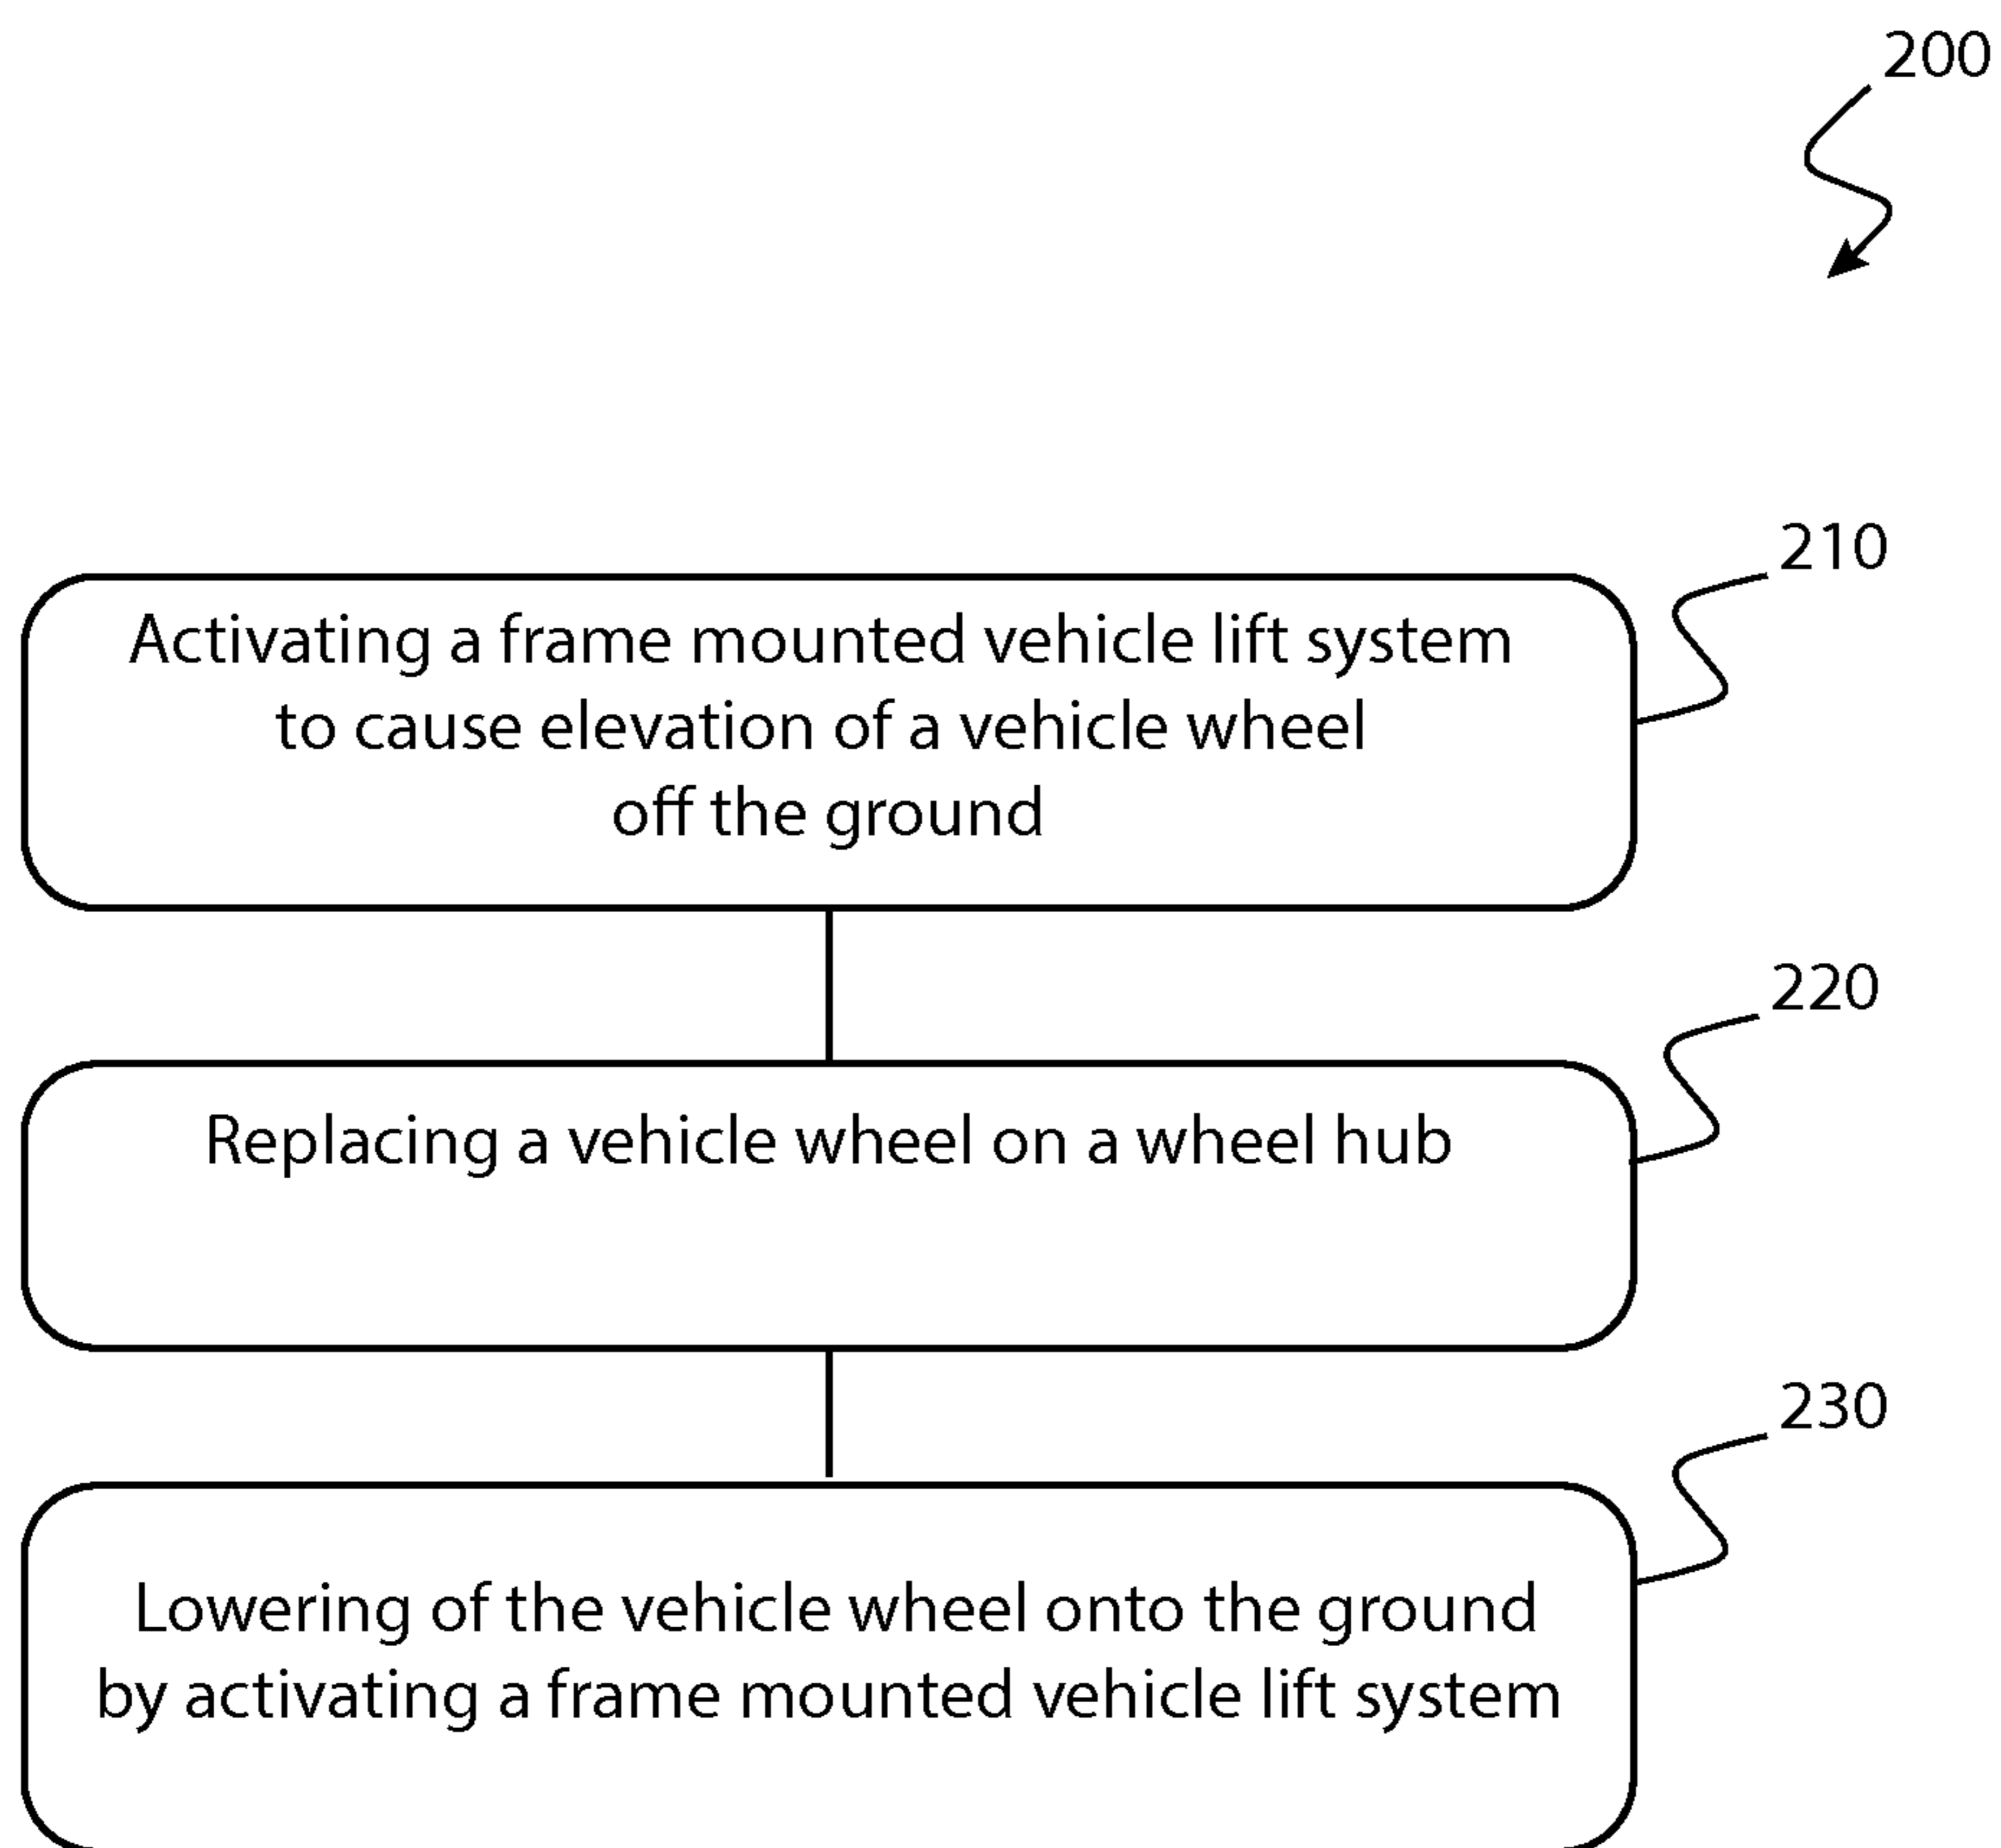 200
210
Activating a frame mounted vehicle lift system
to cause elevation of a vehicle wheel
off the ground
220
Replacing a vehicle wheel on a wheel hub
230
Lowering of the vehicle wheel onto the ground
by activating a frame mounted vehicle lift system